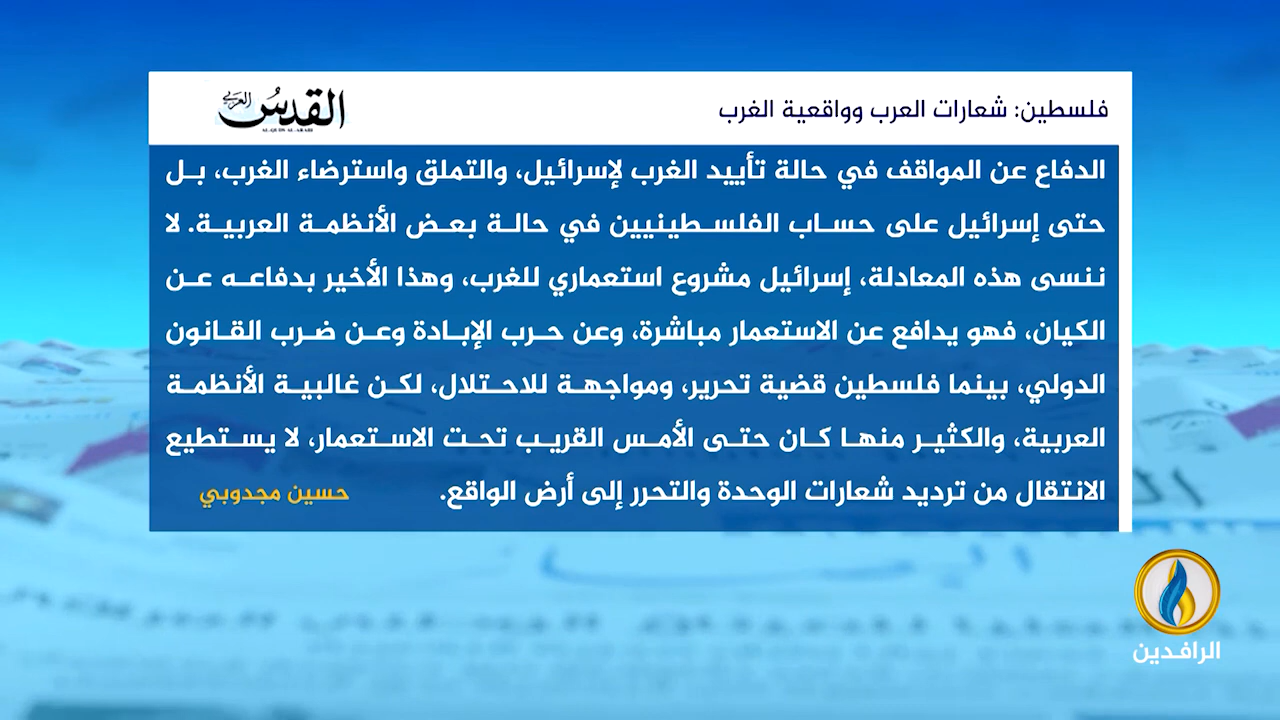 فلسطين: شعارات العرب وواقعية الغرب
القدس العربي
AL-QUDS AL-ARABI
الدفاع عن المواقف في حالة تأييد الغرب لإسرائيل، والتملق واسترضاء الغرب، بل
حتى إسرائيل على حساب الفلسطينيين في حالة بعض الأنظمة العربية. لا
ننسى هذه المعادلة، إسرائيل مشروع استعماري للغرب، وهذا الأخير بدفاعه عن
الكيان، فهو يدافع عن الاستعمار مباشرة، وعن حرب الإبادة وعن ضرب القانون
الدولي، بينما فلسطين قضية تحرير، ومواجهة للاحتلال، لكن غالبية الأنظمة
العربية، والكثير منها كان حتى الأمس القريب تحت الاستعمار، لا يستطيع
الانتقال من ترديد شعارات الوحدة والتحرر إلى أرض الواقع.
حسين مجدوبي
الرافدين